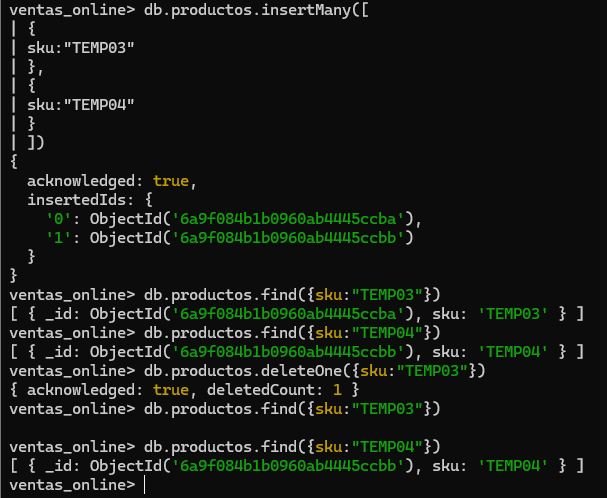 ventas_online> db.productos.insertMany([
| {
| sku:"TEMP03"
| },
| {
| sku:"TEMP04"
| }
| ])
{
  acknowledged: true,
  insertedIds: {
    '0': ObjectId('6a9f084b1b0960ab4445ccba'),
    '1': ObjectId('6a9f084b1b0960ab4445ccbb')
  }
}
ventas_online> db.productos.find({sku:"TEMP03"})
[ { _id: ObjectId('6a9f084b1b0960ab4445ccba'), sku: 'TEMP03' } ]
ventas_online> db.productos.find({sku:"TEMP04"})
[ { _id: ObjectId('6a9f084b1b0960ab4445ccbb'), sku: 'TEMP04' } ]
ventas_online> db.productos.deleteOne({sku:"TEMP03"})
{ acknowledged: true, deletedCount: 1 }
ventas_online> db.productos.find({sku:"TEMP03"})

ventas_online> db.productos.find({sku:"TEMP04"})
[ { _id: ObjectId('6a9f084b1b0960ab4445ccbb'), sku: 'TEMP04' } ]
ventas_online>